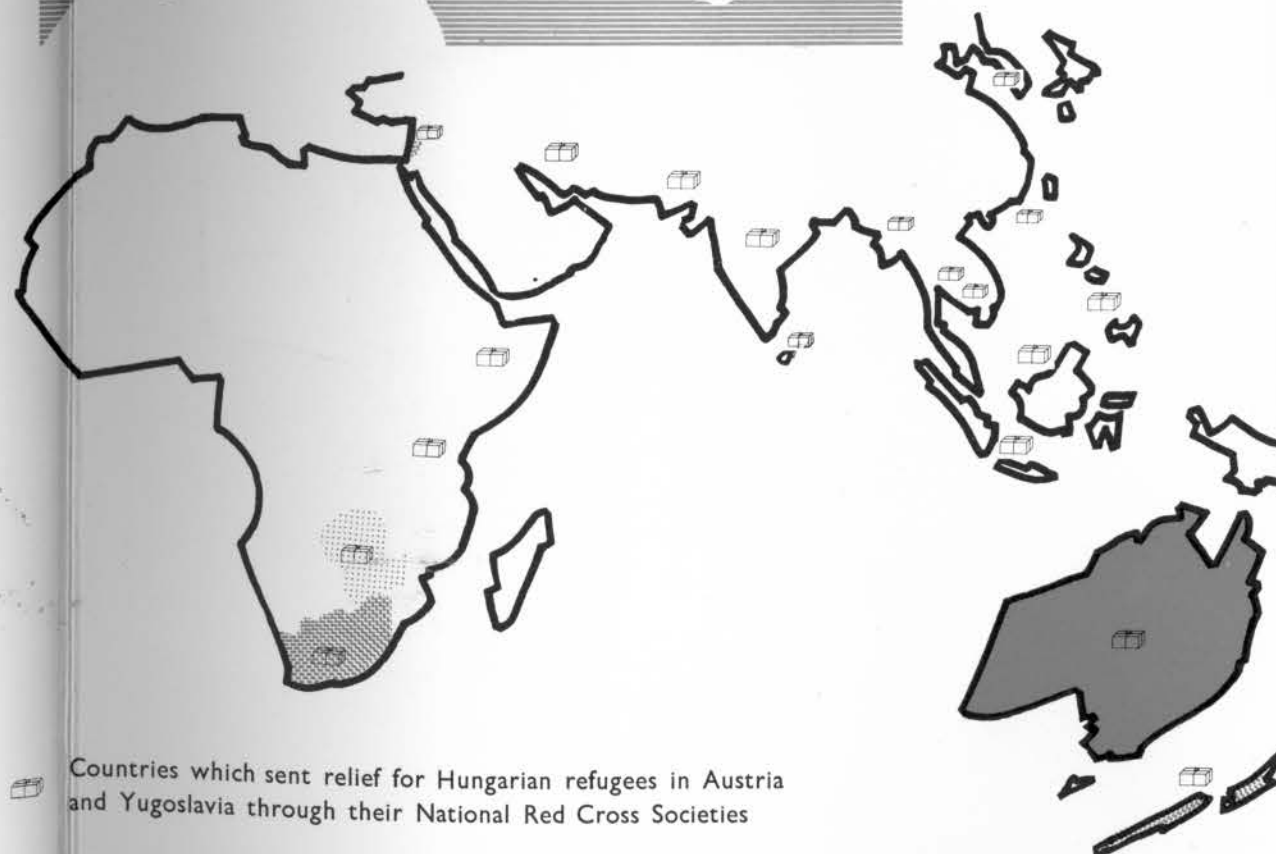 Countries which sent relief for Hungarian refugees in Austria
and Yugoslavia through their National Red Cross Societies